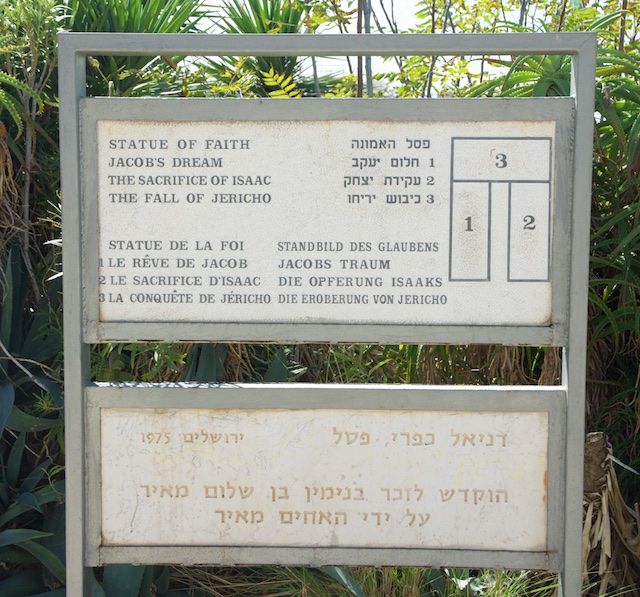 STATUE OF FAITH
JACOB'S DREAM
THE SACRIFICE OF ISAAC
THE FALL OF JERICHO
פסל האמונה
1 חלום יעקב
2 עקידת יצחק
3 כיבוש יריחו
3
1
2
STATUE DE LA FOI
1 LE RÊVE DE JACOB
2 LE SACRIFICE D'ISAAC
3 LA CONQUÊTE DE JÉRICHO
STANDBILD DES GLAUBENS
JACOBS TRAUM
DIE OPFERUNG ISAAKS
DIE EROBERUNG VON JERICHO
דניאל כפרי, פסל ירושלים 1975
הוקדש לזכר בנימין בן שלום מאיר
על ידי האחים מאיר